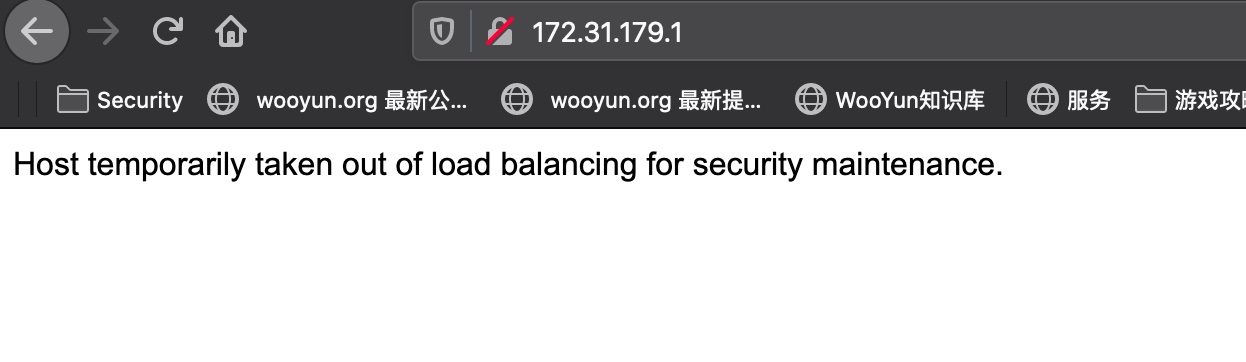 172.31.179.1
Security wooyun.org 最新公... wooyun.org 最新提... WooYun知识库 服务 游戏攻
Host temporarily taken out of load balancing for security maintenance.